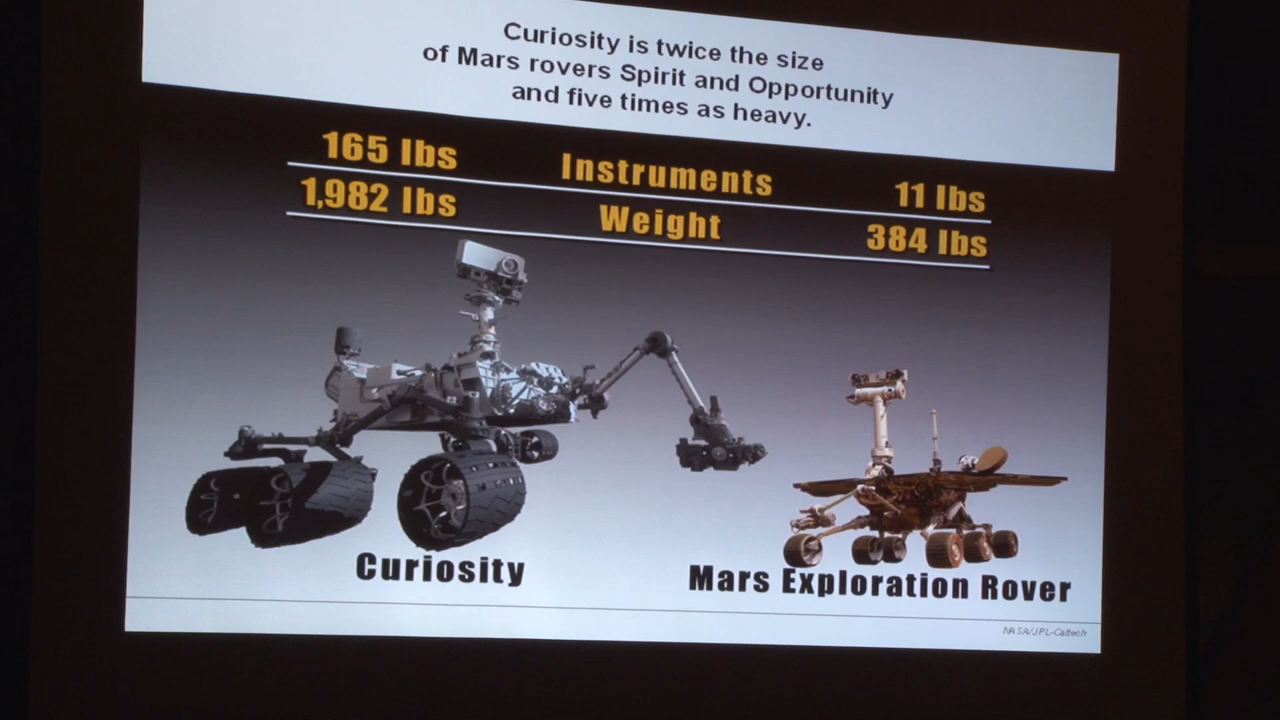 Curiosity is twice the size
of Mars rovers Spirit and Opportunity
and five times as heavy.
165 lbs Instruments 11 lbs
1,982 lbs Weight 384 lbs
Curiosity
Mars Exploration Rover
NASA/JPL-Caltech